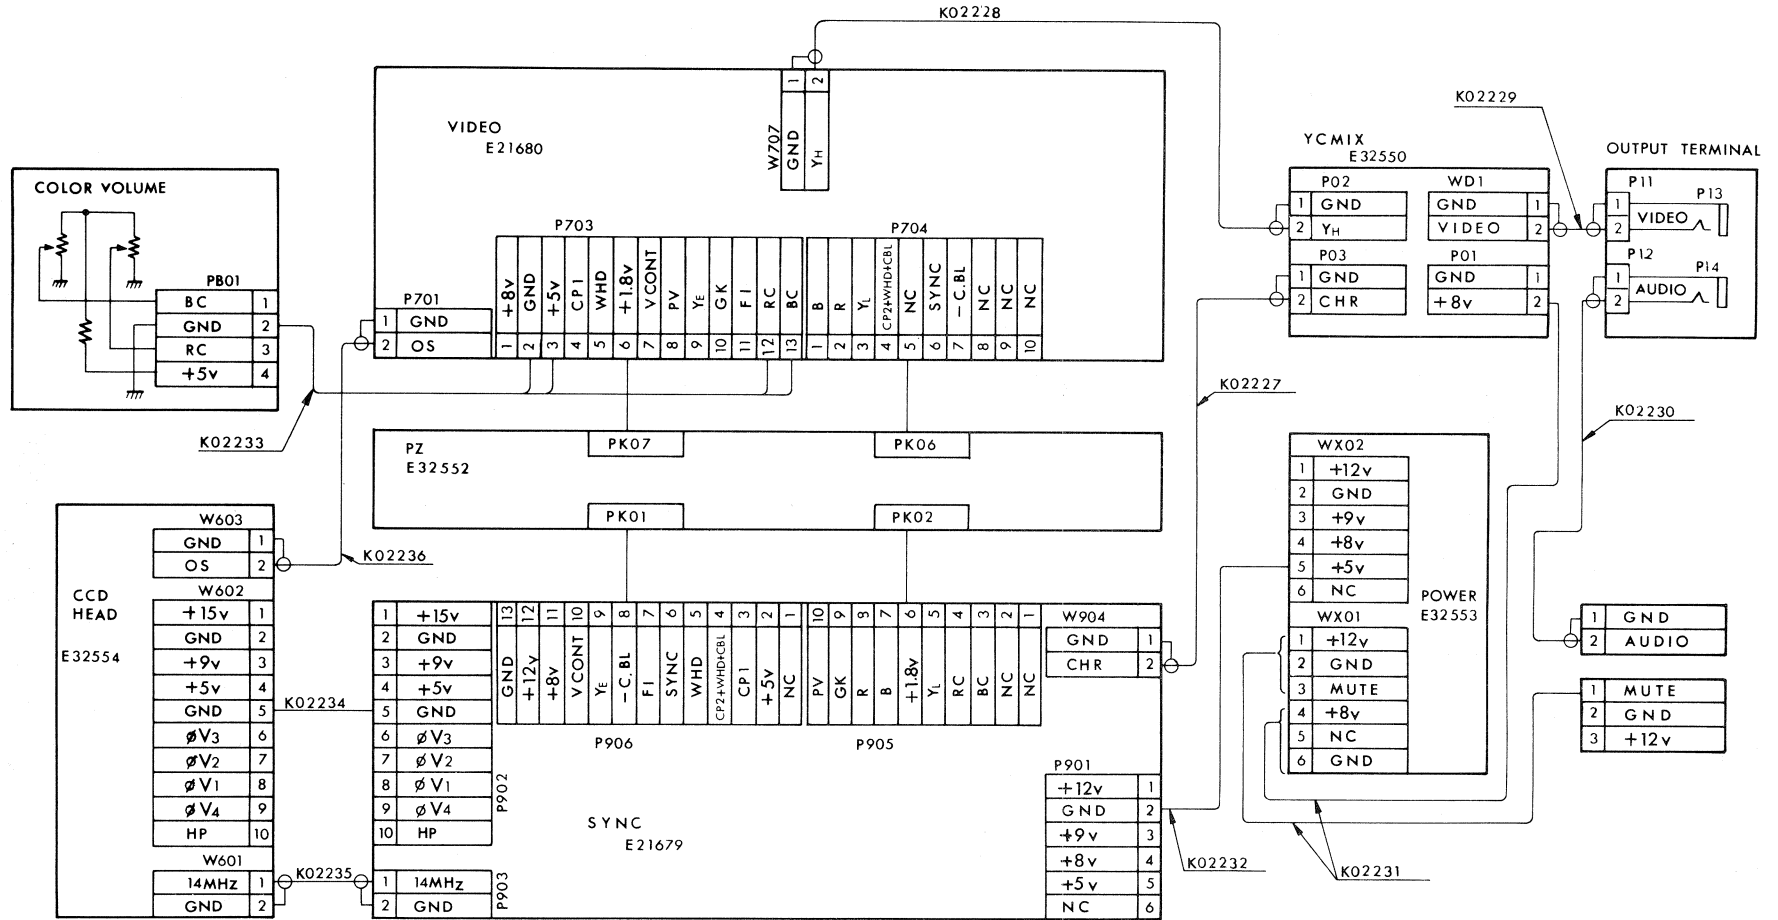 K02228
VIDEO
E21680
W707
1 GND
2 YH
COLOR VOLUME
PB01
BC 1
GND 2
RC 3
+5v 4
K02233
P701
1 GND
2 OS
P703
+8v 1
GND 2
+5v 3
CP1 4
WHD 5
+1.8v 6
VCONT 7
PV 8
YE 9
GK 10
FI 11
RC 12
BC 13
P704
B 1
R 2
YL 3
CP2+WHD+CBL 4
NC 5
SYNC 6
-C.BL 7
NC 8
NC 9
NC 10
YCMIX
E32550
P02
1 GND
2 YH
P03
1 GND
2 CHR
WD1
GND 1
VIDEO 2
P01
GND 1
+8v 2
K02229
OUTPUT TERMINAL
P11
P13
1
2
VIDEO
P12
P14
1
2
AUDIO
K02227
K02230
PZ
E32552
PK07
PK06
PK01
PK02
K02236
CCD
HEAD
E32554
W603
GND 1
OS 2
W602
+15v 1
GND 2
+9v 3
+5v 4
GND 5
øV3 6
øV2 7
øV1 8
øV4 9
HP 10
W601
14MHz 1
GND 2
K02234
K02235
1 +15v
2 GND
3 +9v
4 +5v
5 GND
6 øV3
7 øV2
8 øV1
9 øV4
10 HP
P902
1 14MHz
2 GND
P903
13 GND
12 +12v
11 +8v
10 VCONT
9 YE
8 -C.BL
7 FI
6 SYNC
5 WHD
4 CP2+WHD+CBL
3 CP1
2 +5v
1 NC
P906
10 PV
9 GK
8 R
7 B
6 +1.8v
5 YL
4 RC
3 BC
2 NC
1 NC
P905
SYNC
E21679
W904
GND 1
CHR 2
P901
+12v 1
GND 2
+9v 3
+8v 4
+5v 5
NC 6
K02232
WX02
1 +12v
2 GND
3 +9v
4 +8v
5 +5v
6 NC
POWER
E32553
WX01
1 +12v
2 GND
3 MUTE
4 +8v
5 NC
6 GND
K02231
1 GND
2 AUDIO
1 MUTE
2 GND
3 +12v